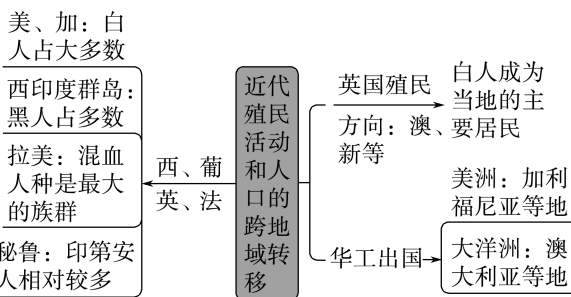 美、加：白
人占大多数
西印度群岛：
黑人占多数
拉美：混血
人种是最大
的族群
秘鲁：印第安
人相对较多
西、葡
英、法
近代
殖民
活动
和人
口的
跨地
域转
移
英国殖民
方向：澳、
新等
白人成为
当地的主
要居民
华工出国
美洲：加利
福尼亚等地
大洋洲：澳
大利亚等地